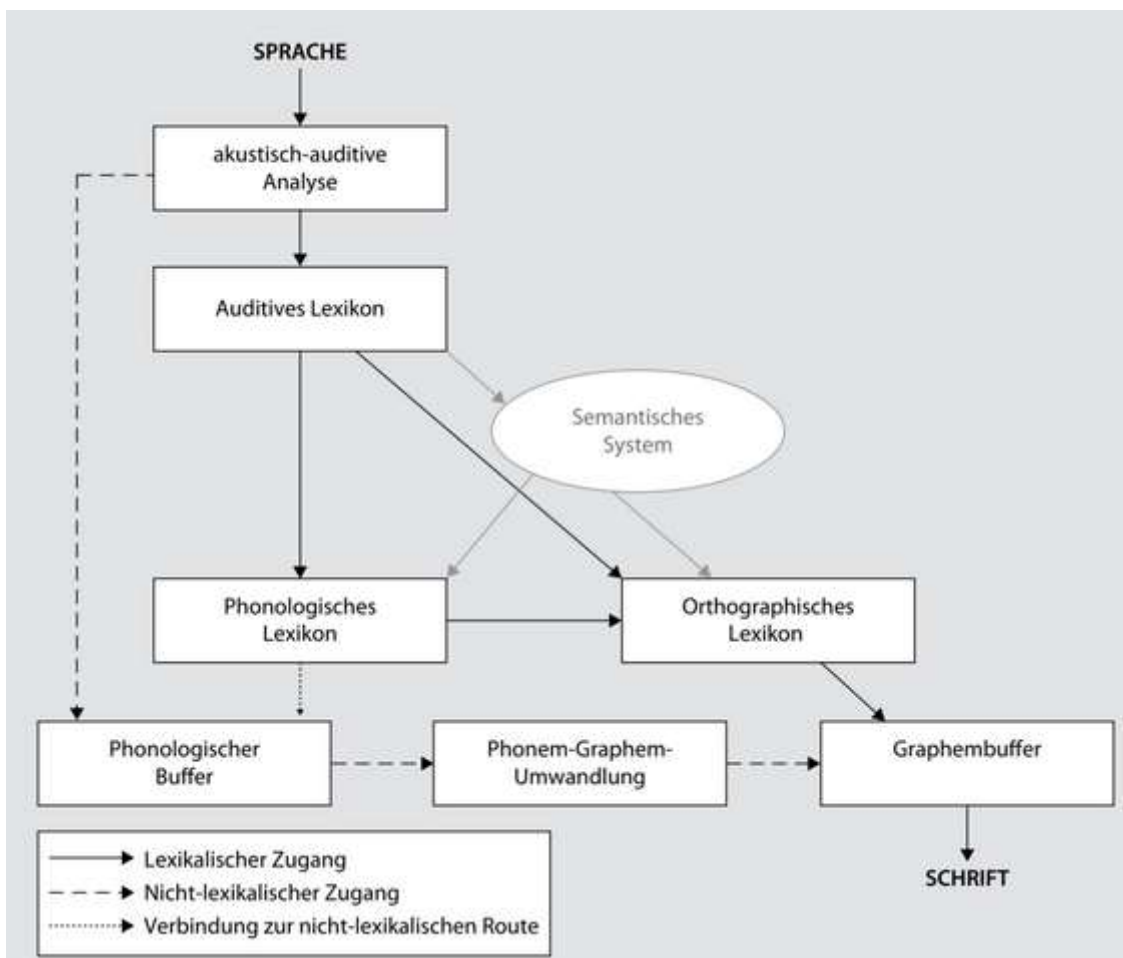 SPRACHE
akustisch-auditive
Analyse
Auditives Lexikon
Semantisches
System
Phonologisches
Lexikon
Orthographisches
Lexikon
Phonologischer
Buffer
Phonem-Graphem-
Umwandlung
Graphembuffer
Lexikalischer Zugang
Nicht-lexikalischer Zugang
Verbindung zur nicht-lexikalischen Route
SCHRIFT